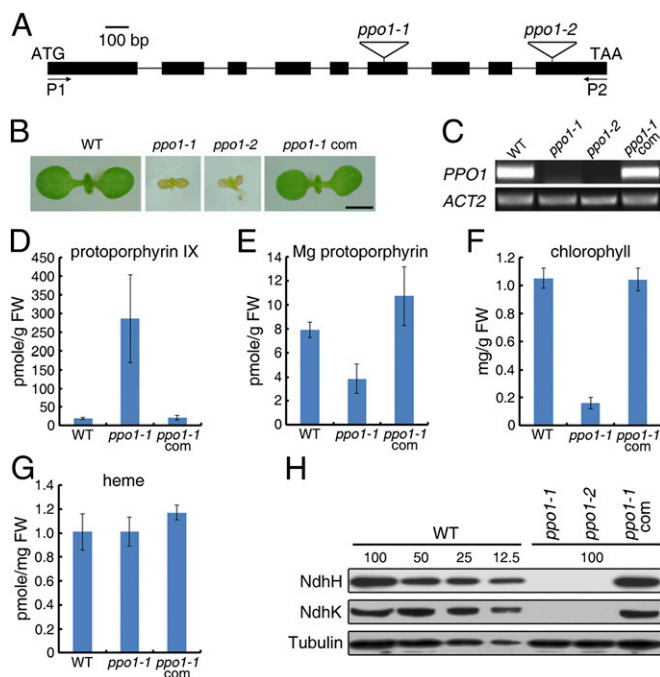 A
ATG
100 bp
ppo1-1
ppo1-2
TAA
P1
P2
B
WT
ppo1-1
ppo1-2
ppo1-1 com
C
WT
ppo1-1
ppo1-2
ppo1-1
com
PPO1
ACT2
D
protoporphyrin IX
pmole/g FW
450
400
350
300
250
200
150
100
50
0
WT
ppo1-1
ppo1-1
com
E
Mg protoporphyrin
pmole/g FW
14
12
10
8
6
4
2
0
WT
ppo1-1
ppo1-1
com
F
chlorophyll
mg/g FW
1.2
1
0.8
0.6
0.4
0.2
0
WT
ppo1-1
ppo1-1
com
G
heme
pmole/mg FW
1.4
1.2
1.0
0.8
0.6
0.4
0.2
0
WT
ppo1-1
ppo1-1
com
H
WT
ppo1-1
ppo1-2
ppo1-1
com
100 50 25 12.5 100
NdhH
NdhK
Tubulin